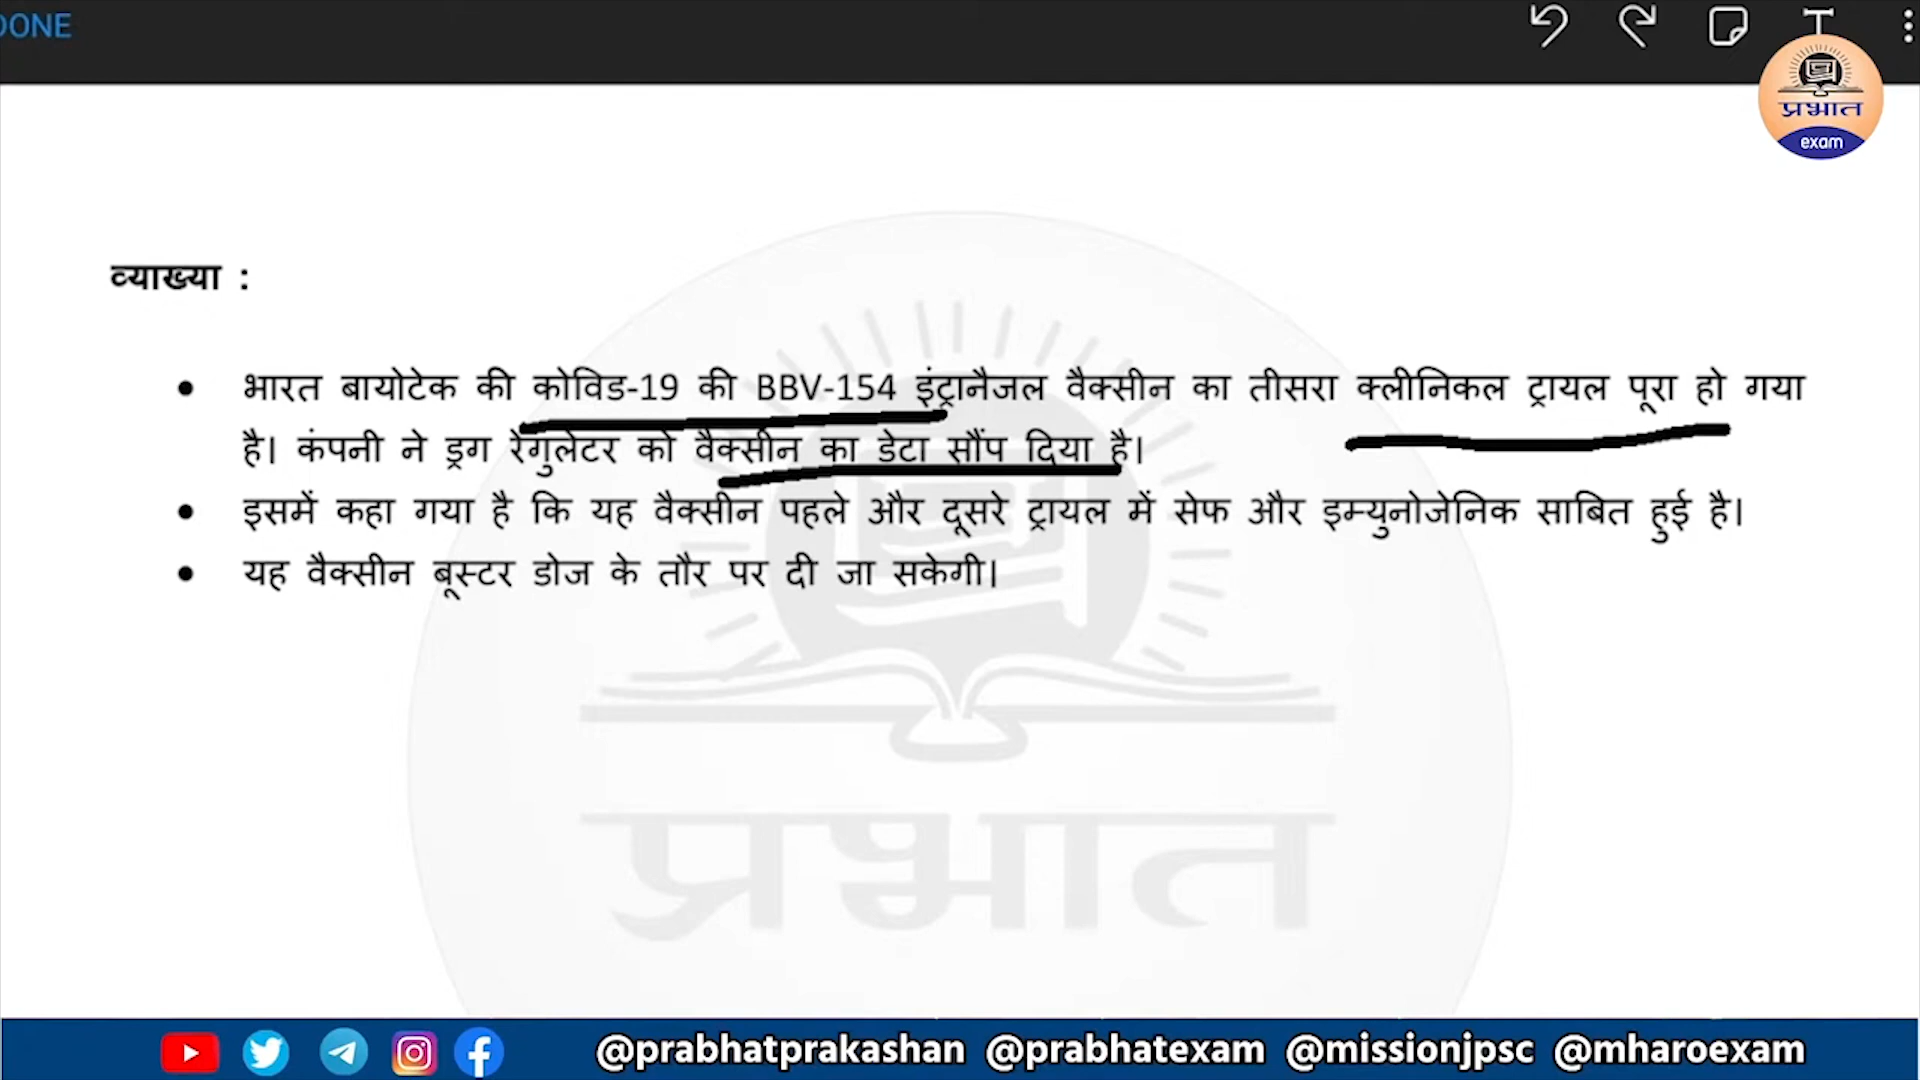 DONE
प्रभात
exam
व्याख्या :
• भारत बायोटेक की कोविड-19 की BBV-154 इंट्रानैजल वैक्सीन का तीसरा क्लीनिकल ट्रायल पूरा हो गया
है। कंपनी ने ड्रग रेगुलेटर को वैक्सीन का डेटा सौंप दिया है।
• इसमें कहा गया है कि यह वैक्सीन पहले और दूसरे ट्रायल में सेफ और इम्युनोजेनिक साबित हुई है।
• यह वैक्सीन बूस्टर डोज के तौर पर दी जा सकेगी।
प्रभात
@prabhatprakashan @prabhatexam @missionjpsc @mharoexam